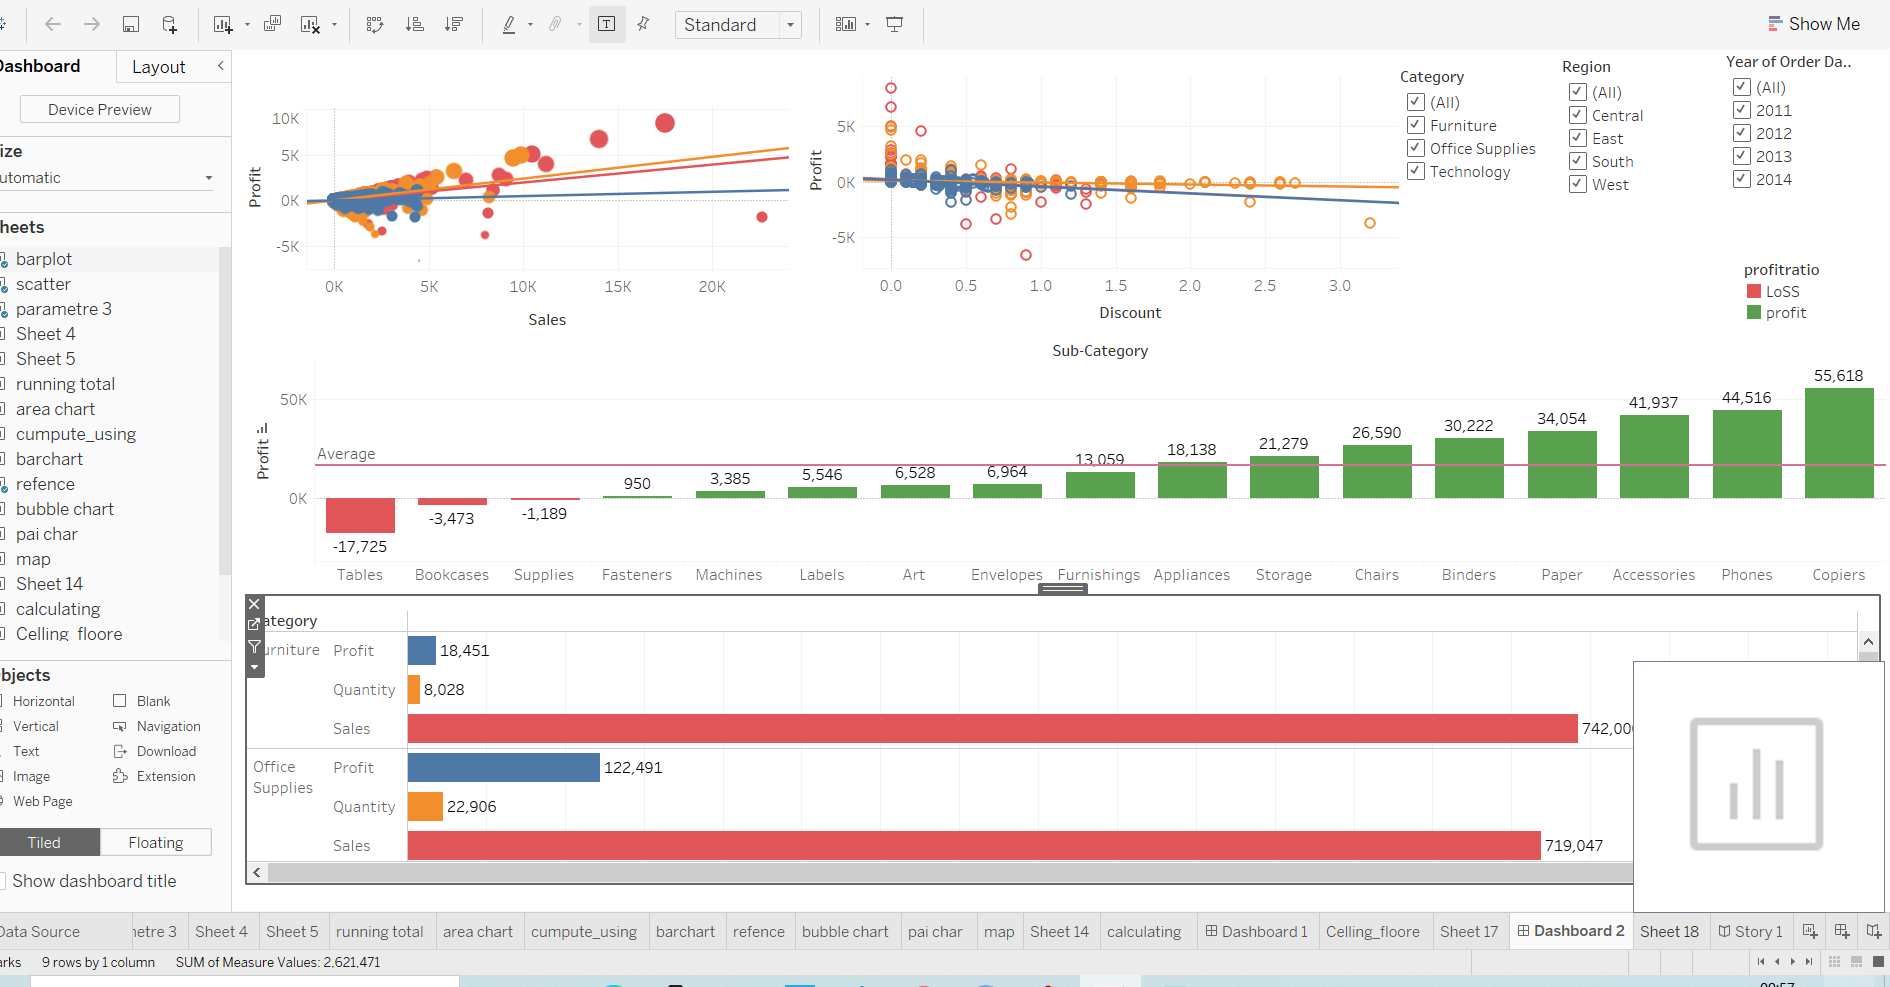 Standard
Show Me
Dashboard
Layout
Device Preview
ize
utomatic
heets
barplot
scatter
parametre 3
Sheet 4
Sheet 5
running total
area chart
cumpute_using
barchart
refence
bubble chart
pai char
map
Sheet 14
calculating
Celling_floore
bjects
Horizontal
Blank
Vertical
Navigation
Text
Download
Image
Extension
Web Page
Tiled
Floating
Show dashboard title
Profit
10K
5K
0K
-5K
0K 5K 10K 15K 20K
Sales
Profit
5K
0K
-5K
0.0 0.5 1.0 1.5 2.0 2.5 3.0
Discount
Category
(All)
Furniture
Office Supplies
Technology
Region
(All)
Central
East
South
West
Year of Order Da..
(All)
2011
2012
2013
2014
profitratio
LoSS
profit
Sub-Category
Profit
50K
0K
Average
-17,725
-3,473
-1,189
950
3,385
5,546
6,528
6,964
13,059
18,138
21,279
26,590
30,222
34,054
41,937
44,516
55,618
Tables Bookcases Supplies Fasteners Machines Labels Art Envelopes Furnishings Appliances Storage Chairs Binders Paper Accessories Phones Copiers
ategory
urniture
Profit 18,451
Quantity 8,028
Sales 742,00
Office
Supplies
Profit 122,491
Quantity 22,906
Sales 719,047
Data Source
netre 3
Sheet 4
Sheet 5
running total
area chart
cumpute_using
barchart
refence
bubble chart
pai char
map
Sheet 14
calculating
Dashboard 1
Celling_floore
Sheet 17
Dashboard 2
Sheet 18
Story 1
arks 9 rows by 1 column SUM of Measure Values: 2,621,471